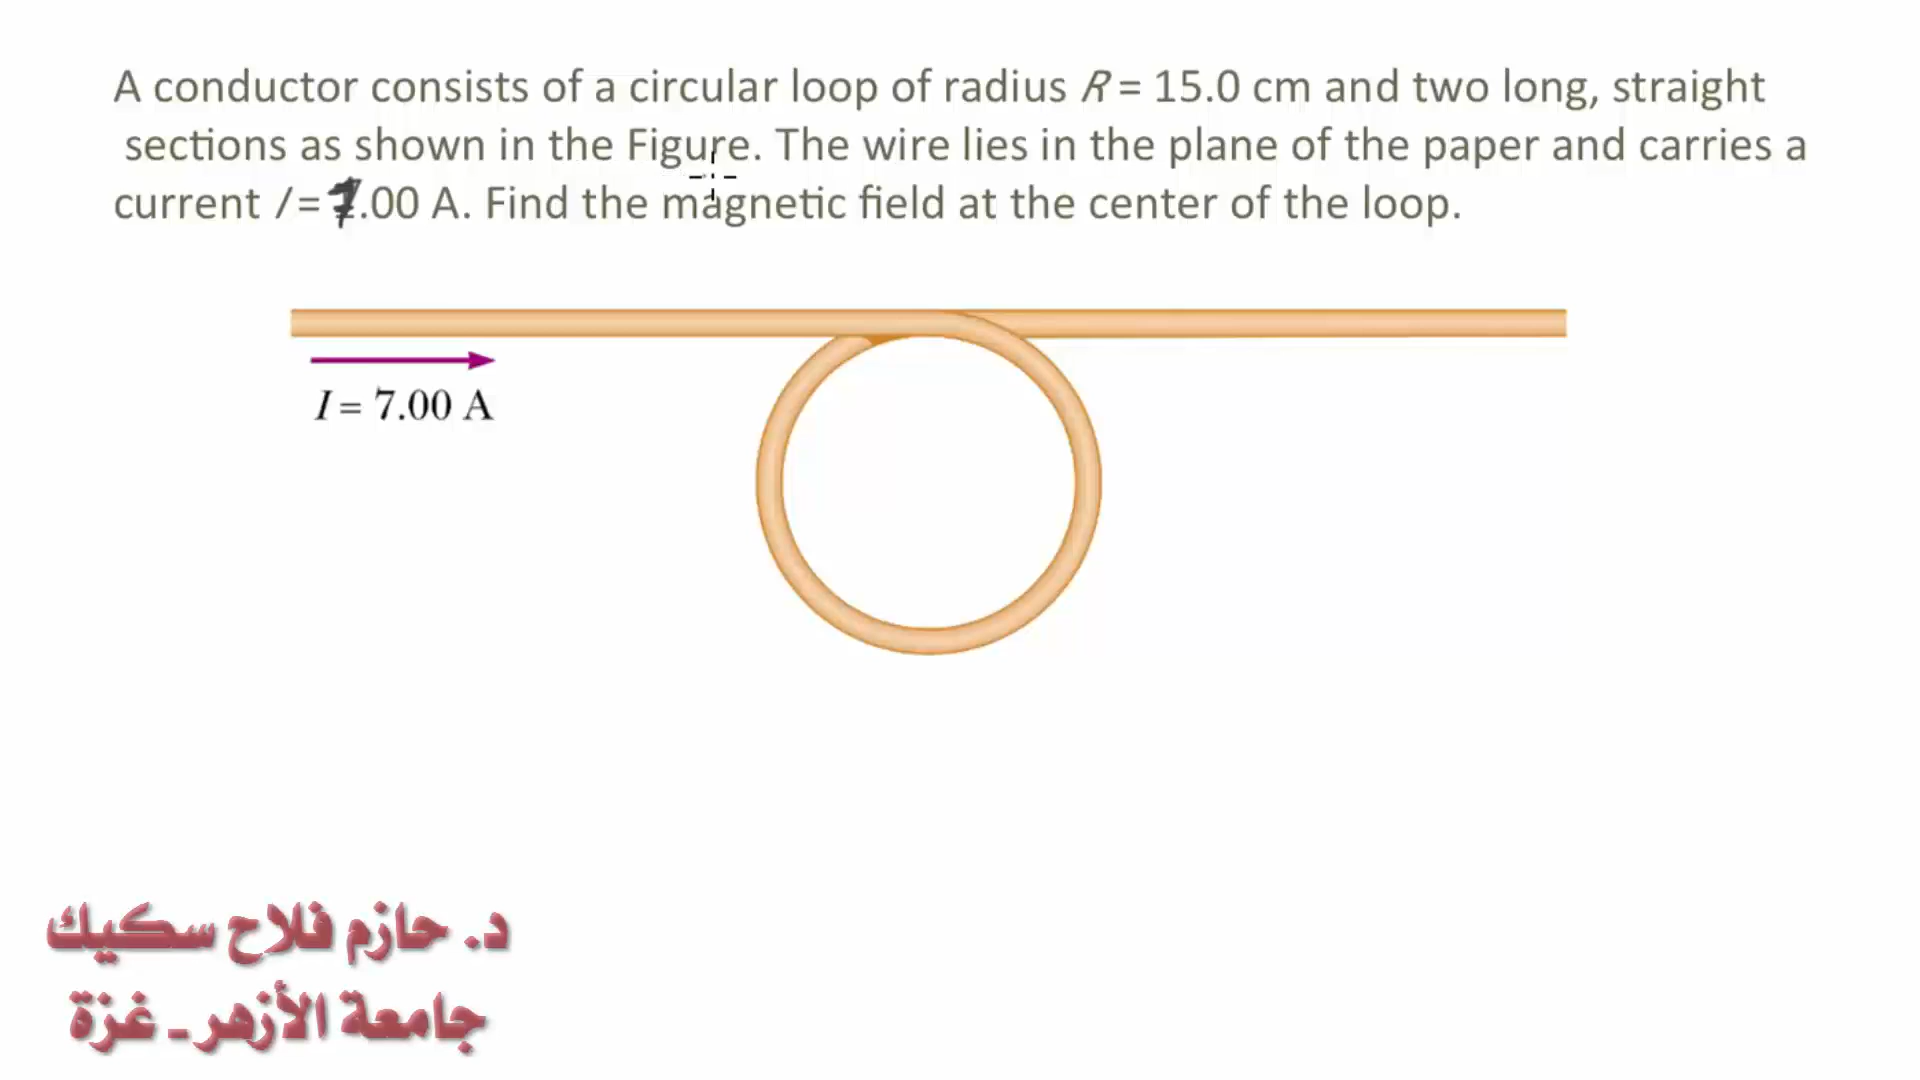 A conductor consists of a circular loop of radius R = 15.0 cm and two long, straight
sections as shown in the Figure. The wire lies in the plane of the paper and carries a
current I = 7.00 A. Find the magnetic field at the center of the loop.
I = 7.00 A
د. حازم فلاح سكيك
جامعة الأزهر - غزة